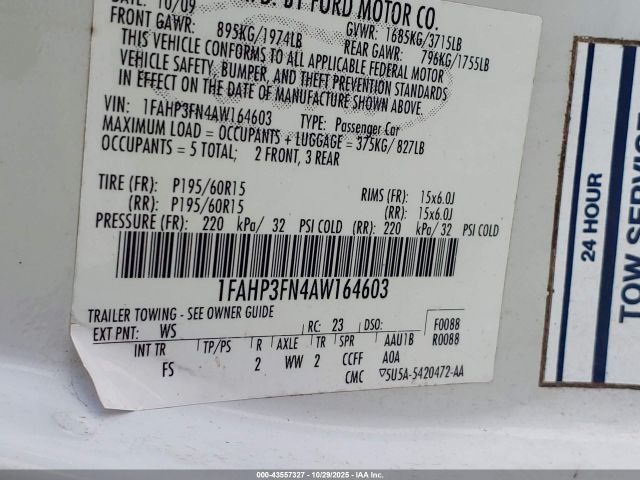 DATE: 10/09
BY FORD MOTOR CO.
FRONT GAWR: 895KG/1974LB
GVWR: 1685KG/3715LB
REAR GAWR: 796KG/1755LB
THIS VEHICLE CONFORMS TO ALL APPLICABLE FEDERAL MOTOR
VEHICLE SAFETY, BUMPER, AND THEFT PREVENTION STANDARDS
IN EFFECT ON THE DATE OF MANUFACTURE SHOWN ABOVE.
VIN: 1FAHP3FN4AW164603 TYPE: Passenger Car
MAXIMUM LOAD = OCCUPANTS + LUGGAGE = 375KG/827LB
OCCUPANTS = 5 TOTAL; 2 FRONT, 3 REAR
TIRE (FR): P195/60R15 RIMS (FR): 15x6.0J
(RR): P195/60R15 (RR): 15x6.0J
PRESSURE (FR): 220 kPa/ 32 PSI COLD (RR): 220 kPa/ 32 PSI COLD
1FAHP3FN4AW164603
TRAILER TOWING - SEE OWNER GUIDE
EXT PNT: WS RC: 23 DSO: F0088
R0088
INT TR TP/PS R AXLE TR SPR AAU1B
FS 2 WW 2 CCFF A0A
CMC 5U5A-5420472-AA
24 HOUR
TOW SERVICE
000-43557327 - 10/29/2025 - IAA Inc.